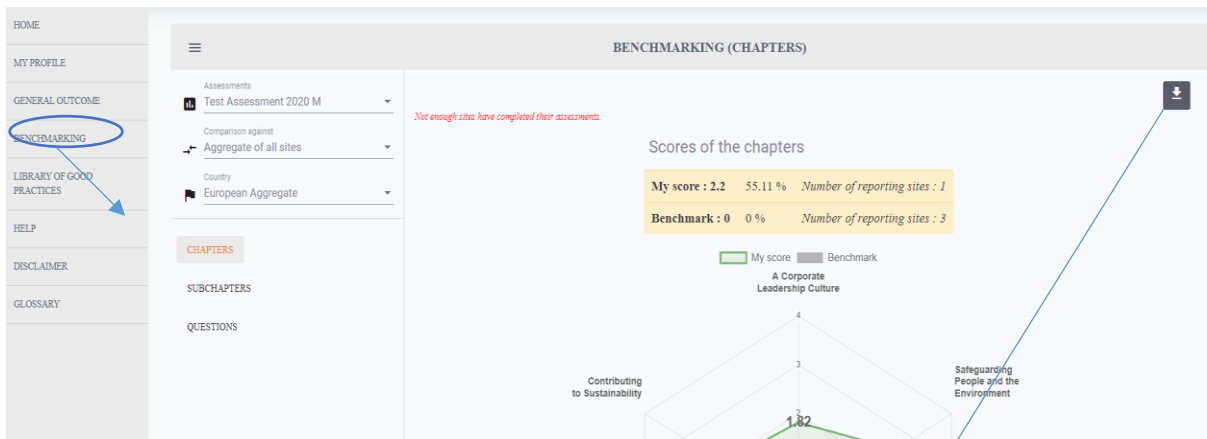 HOME
MY PROFILE
GENERAL OUTCOME
BENCHMARKING
LIBRARY OF GOOD
PRACTICES
HELP
DISCLAIMER
GLOSSARY
BENCHMARKING (CHAPTERS)
Assessments
Test Assessment 2020 M
Comparison against
Aggregate of all sites
Country
European Aggregate
CHAPTERS
SUBCHAPTERS
QUESTIONS
Not enough sites have completed their assessments.
Scores of the chapters
My score : 2.2 55.11 % Number of reporting sites : 1
Benchmark : 0 0 % Number of reporting sites : 3
My score Benchmark
A Corporate
Leadership Culture
4
3
Safeguarding
People and the
Environment
Contributing
to Sustainability
2
1.82